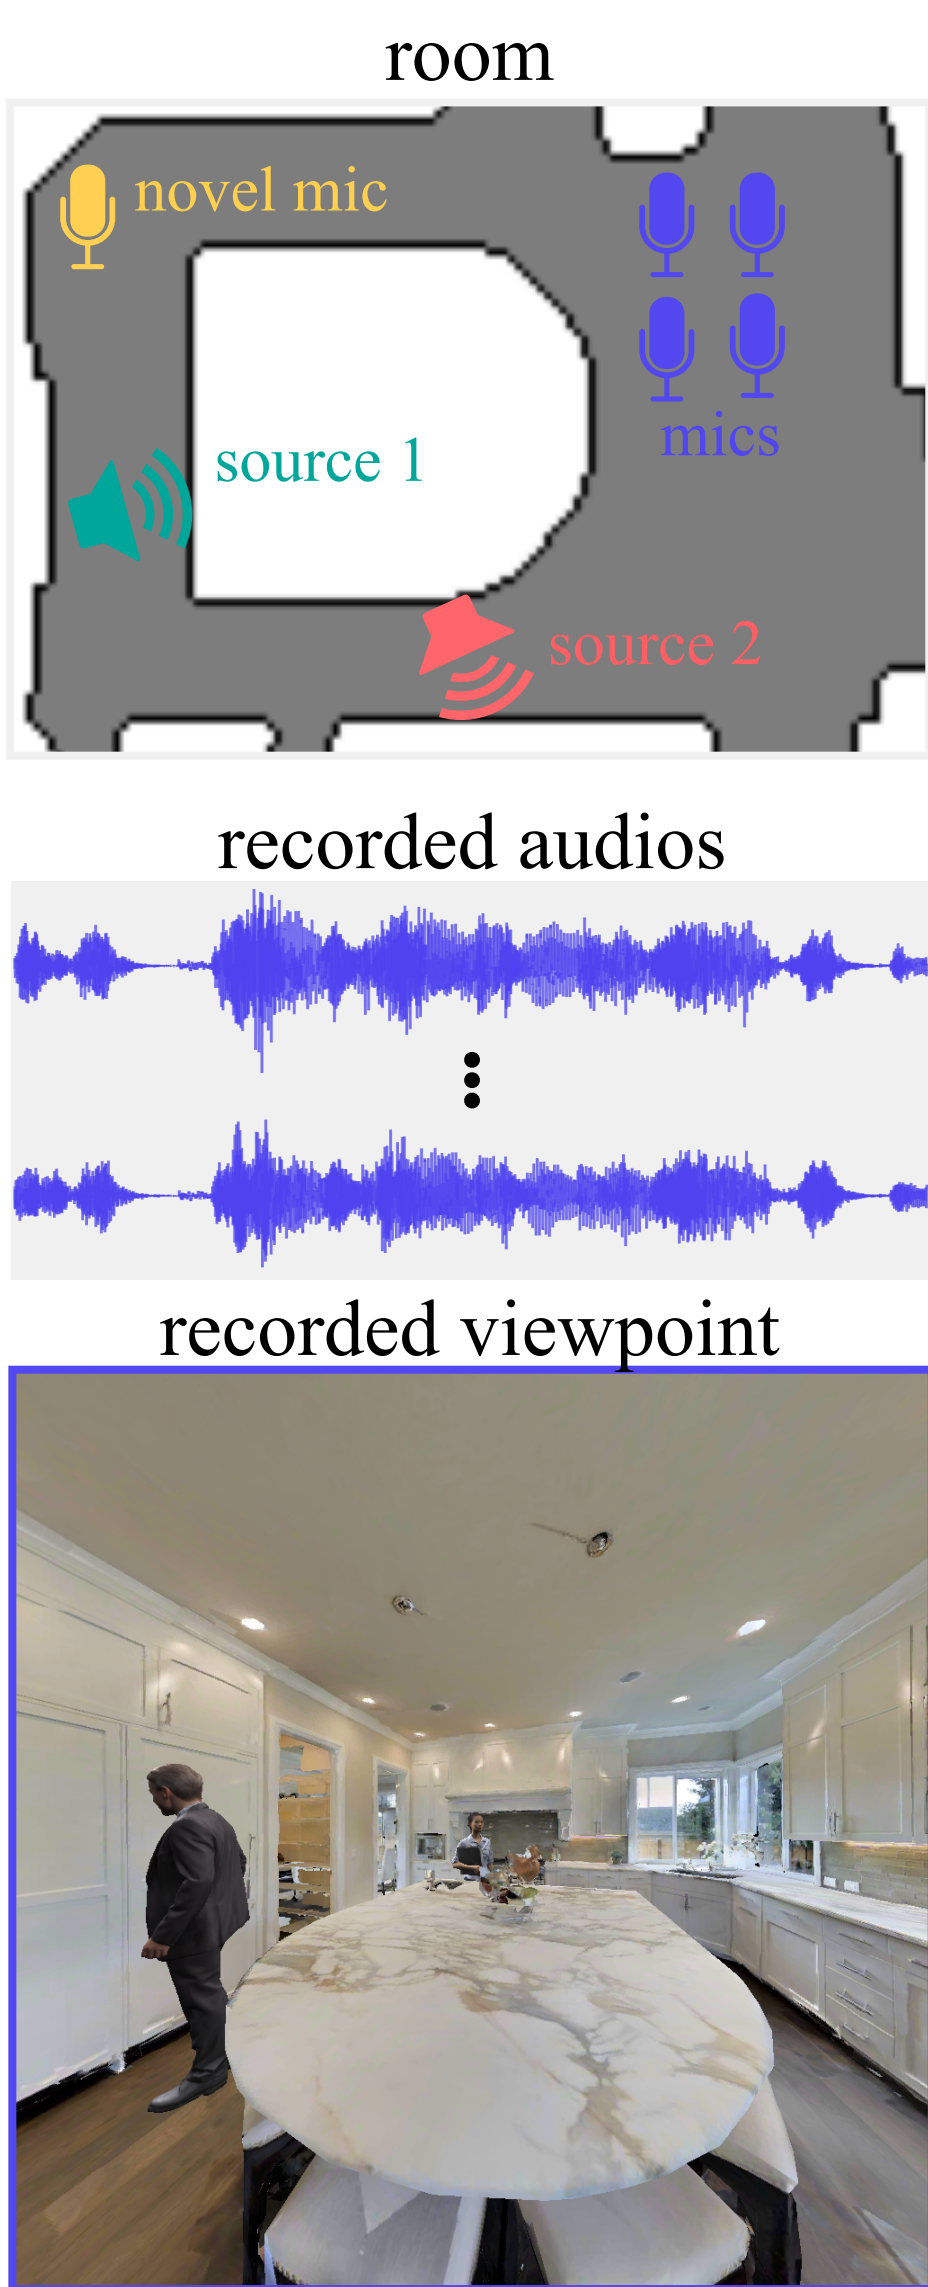 room
novel mic
mics
source 1
source 2
recorded audios
recorded viewpoint